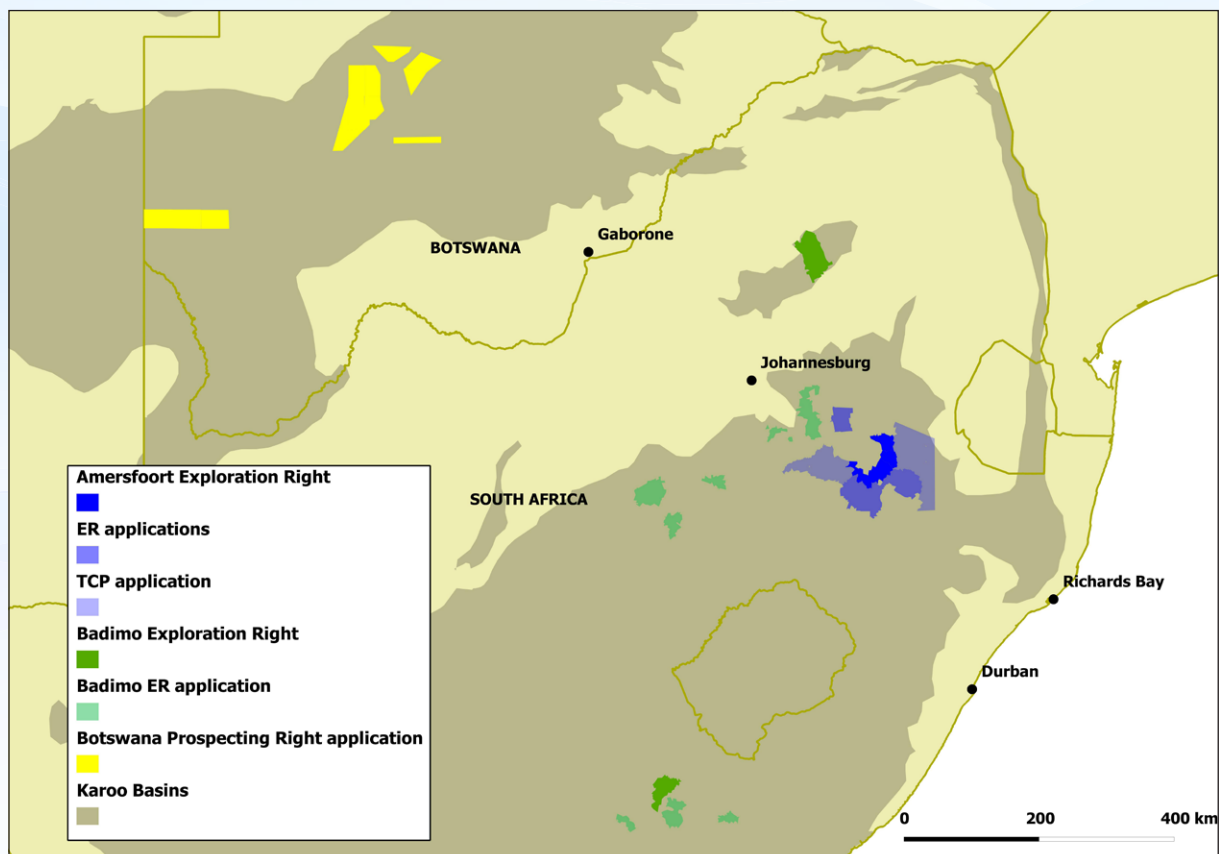 Gaborone
BOTSWANA
Johannesburg
SOUTH AFRICA
Richards Bay
Durban
Amersfoort Exploration Right
ER applications
TCP application
Badimo Exploration Right
Badimo ER application
Botswana Prospecting Right application
Karoo Basins
0 200 400 km